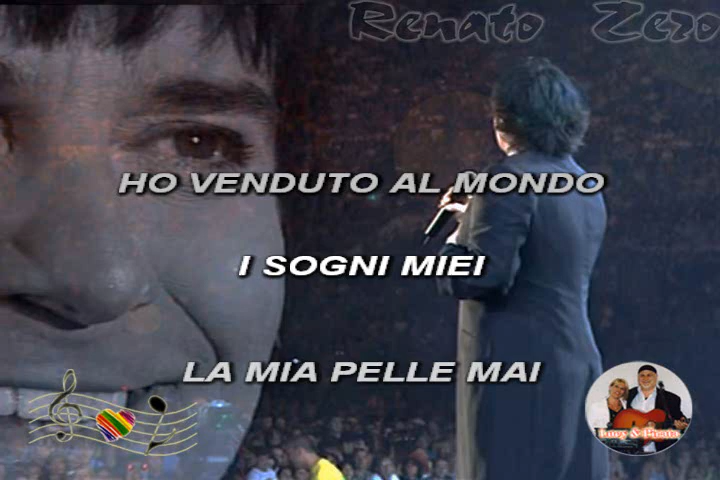 Renato Zero
HO VENDUTO AL MONDO
I SOGNI MIEI
LA MIA PELLE MAI